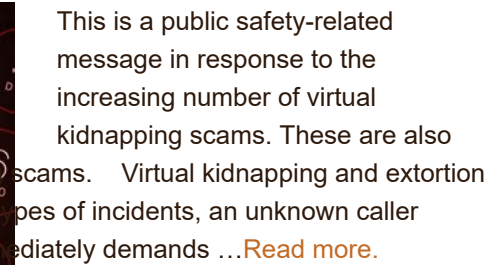 This is a public safety-related
message in response to the
increasing number of virtual
kidnapping scams. These are also
scams. Virtual kidnapping and extortion
of incidents, an unknown caller
demands …Read more.